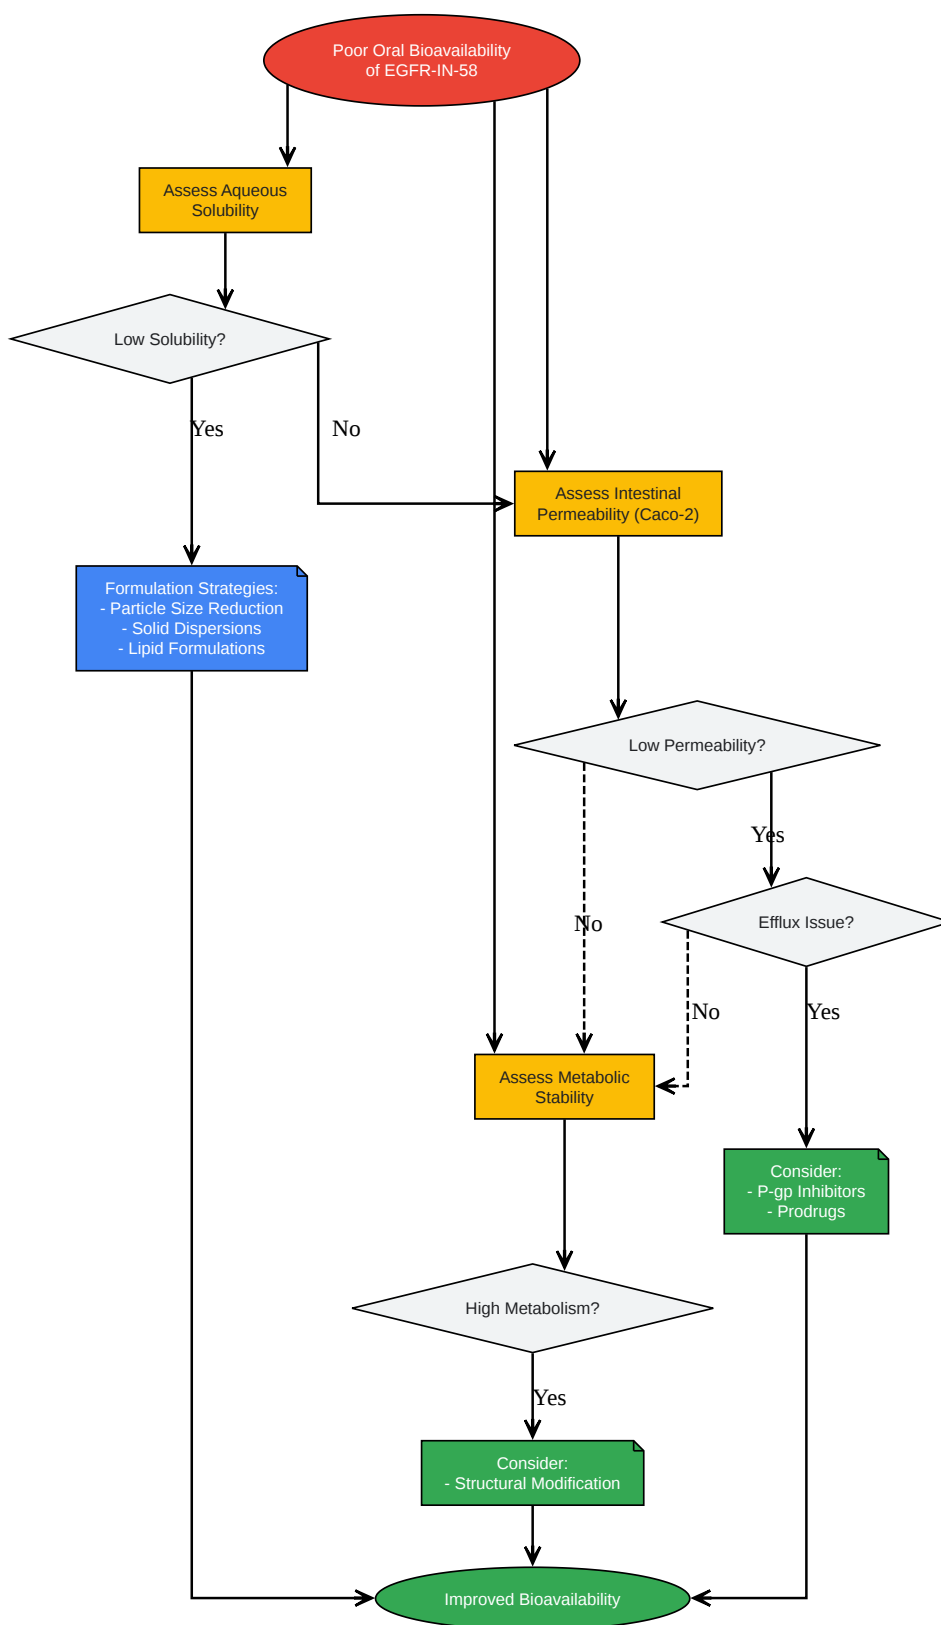 Poor Oral Bioavailability
of EGFR-IN-58
Assess Aqueous
Solubility
Low Solubility?
Yes
No
Assess Intestinal
Permeability (Caco-2)
Formulation Strategies:
- Particle Size Reduction
- Solid Dispersions
- Lipid Formulations
Low Permeability?
Yes
No
Efflux Issue?
No
Yes
Assess Metabolic
Stability
Consider:
- P-gp Inhibitors
- Prodrugs
High Metabolism?
Yes
Consider:
- Structural Modification
Improved Bioavailability